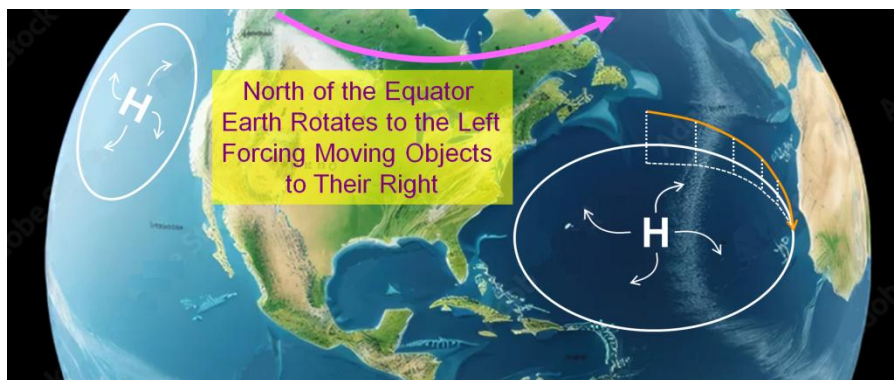 H
North of the Equator
Earth Rotates to the Left
Forcing Moving Objects
to Their Right
H